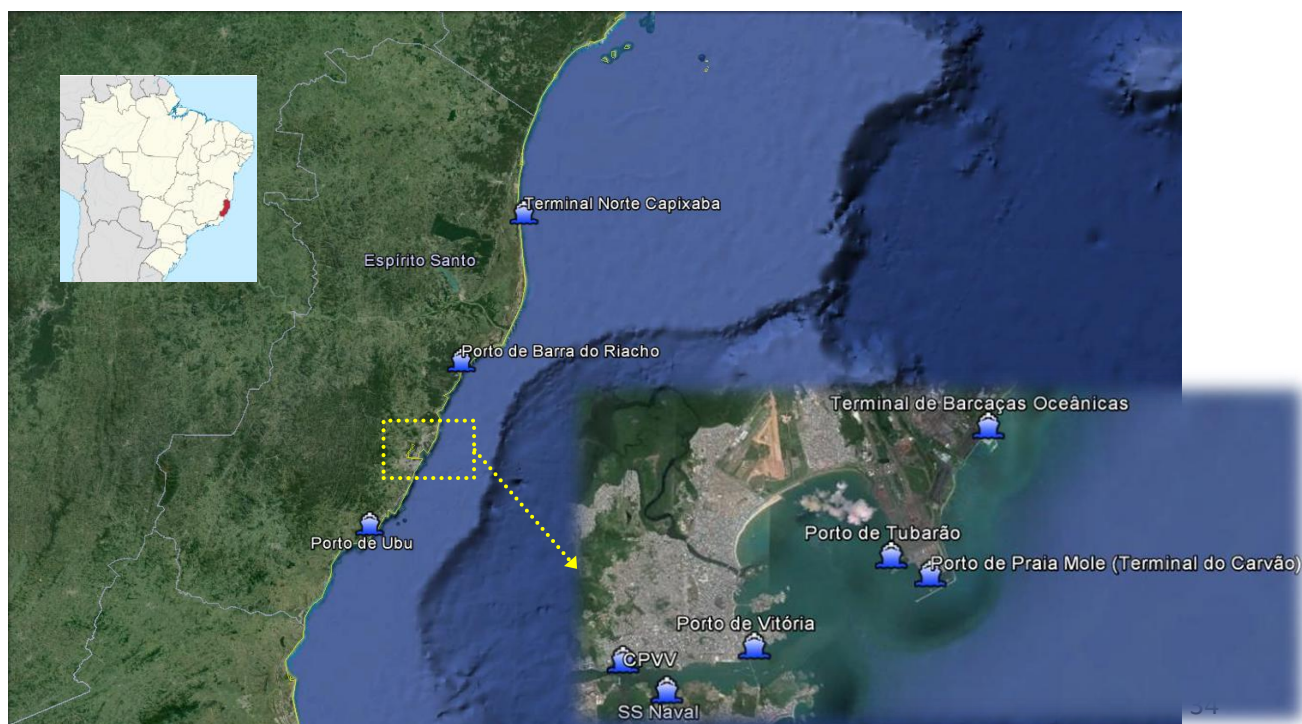 Terminal Norte Capixaba
Espírito Santo
Porto de Barra do Riacho
Terminal de Barcaças Oceânicas
Porto de Ubu
Porto de Tubarão
Porto de Praia Mole (Terminal do Carvão)
Porto de Vitória
CPVV
SS Naval
34